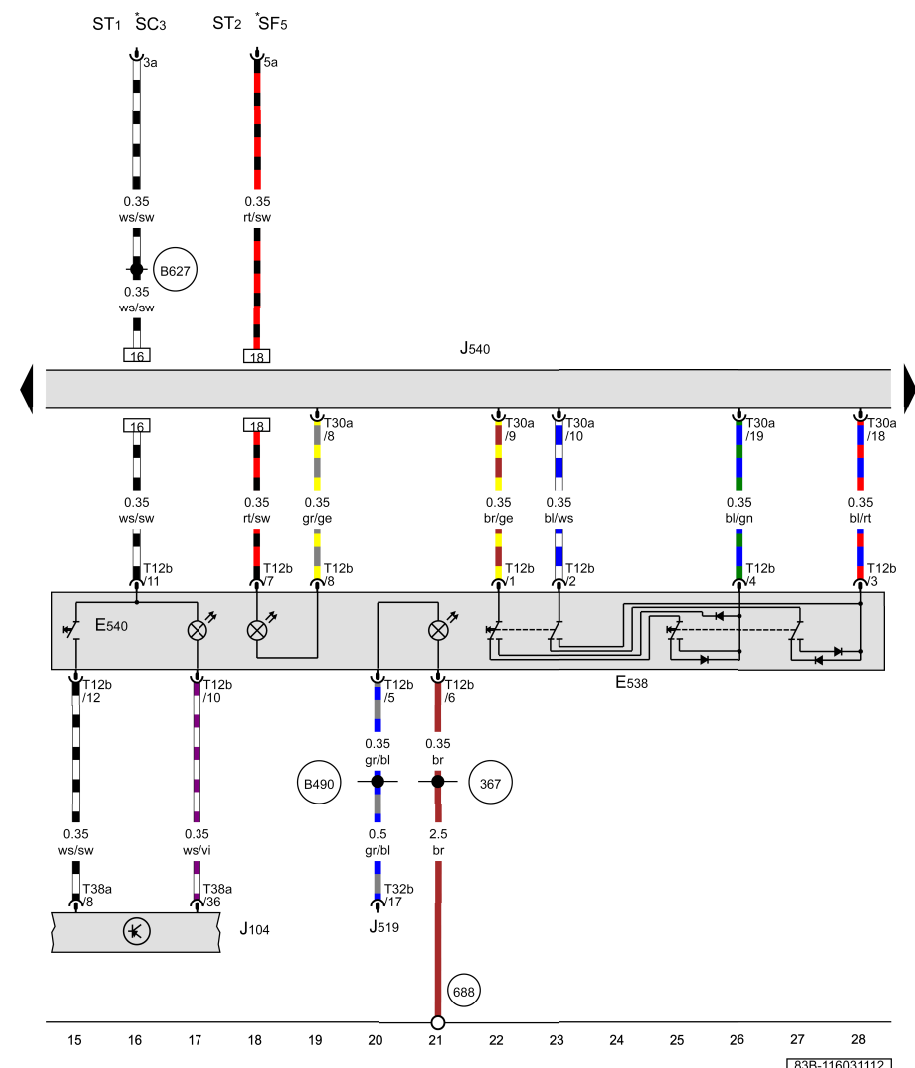 ST1 *SC3 ST2 *SF5
3a 5a
0.35 0.35
ws/sw rt/sw
B627
0.35
ws/sw
16 18
J540
16 18 T30a/8 T30a/9 T30a/10 T30a/19 T30a/18
0.35 0.35 0.35 0.35 0.35 0.35 0.35
ws/sw rt/sw gr/ge br/ge bl/ws bl/gn bl/rt
T12b/11 T12b/7 T12b/8 T12b/1 T12b/2 T12b/4 T12b/3
E540
E538
T12b/12 T12b/10 T12b/5 T12b/6
0.35 0.35
gr/bl br
B490 367
0.35 0.35 0.5 2.5
ws/sw ws/vi gr/bl br
T38a/8 T38a/36 T32b/17
J104 J519
688
15 16 17 18 19 20 21 22 23 24 25 26 27 28
83B-116031112